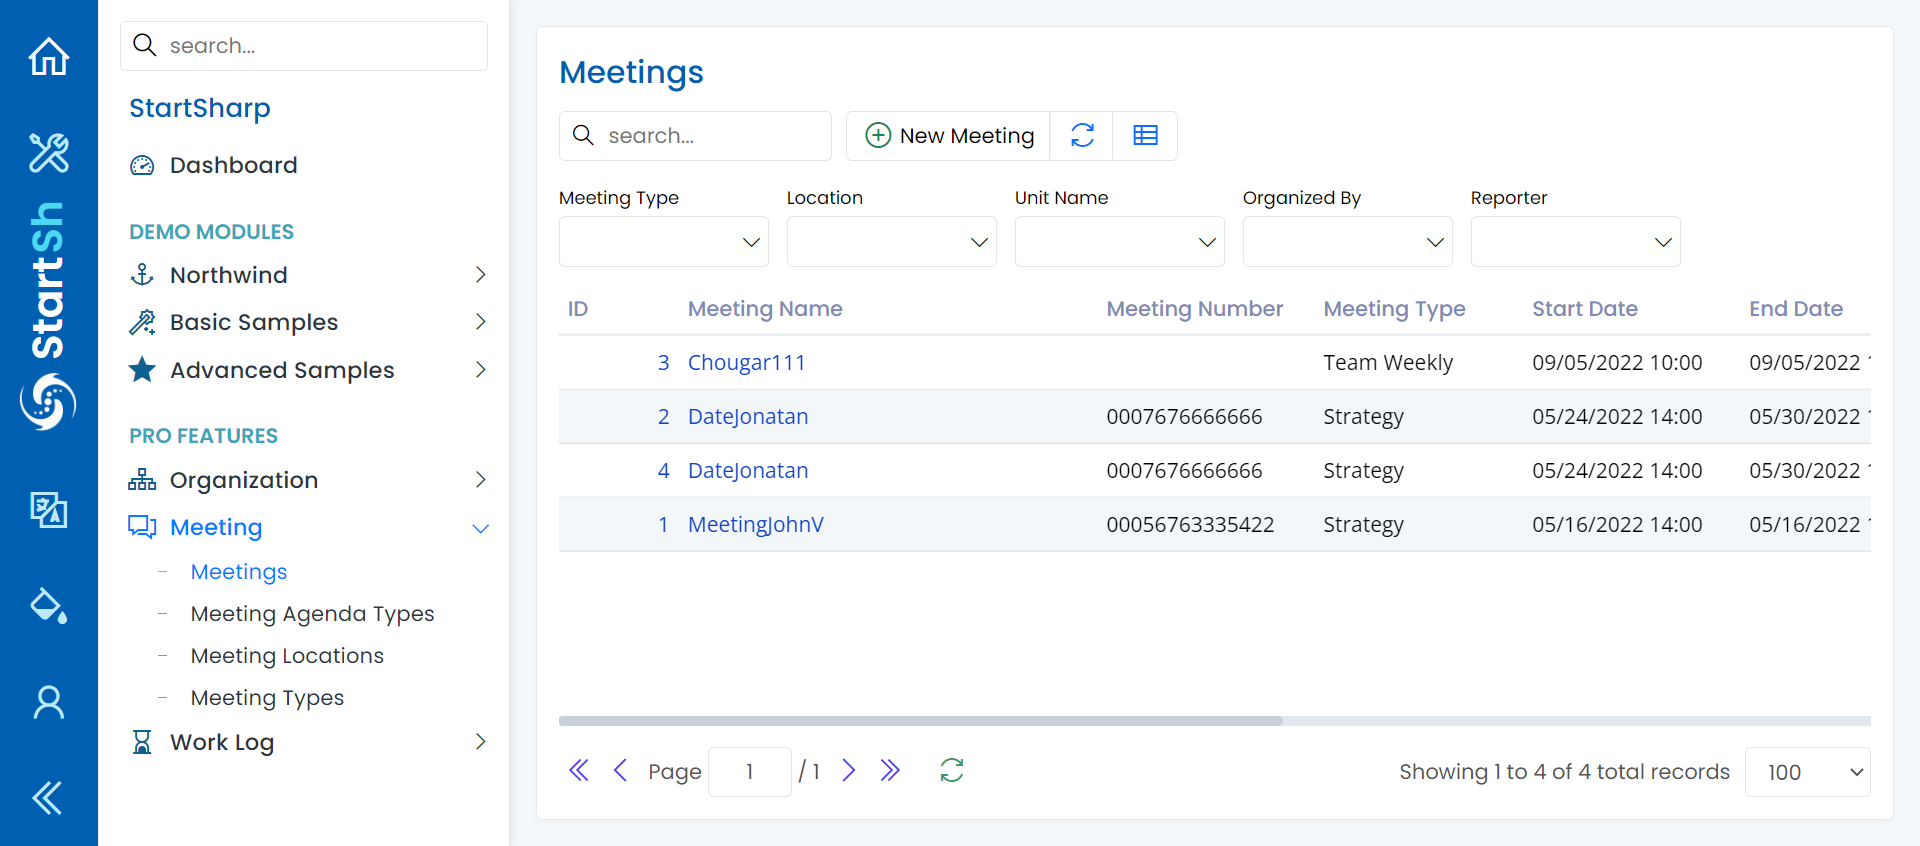 StartSh
search...
StartSharp
Dashboard
DEMO MODULES
Northwind
Basic Samples
Advanced Samples
PRO FEATURES
Organization
Meeting
Meetings
Meeting Agenda Types
Meeting Locations
Meeting Types
Work Log
Meetings
search...
New Meeting
Meeting Type Location Unit Name Organized By Reporter
ID Meeting Name Meeting Number Meeting Type Start Date End Date
3 Chougar111 Team Weekly 09/05/2022 10:00 09/05/2022
2 DateJonatan 0007676666666 Strategy 05/24/2022 14:00 05/30/2022
4 DateJonatan 0007676666666 Strategy 05/24/2022 14:00 05/30/2022
1 MeetingJohnV 00056763335422 Strategy 05/16/2022 14:00 05/16/2022
Page 1 / 1
Showing 1 to 4 of 4 total records 100